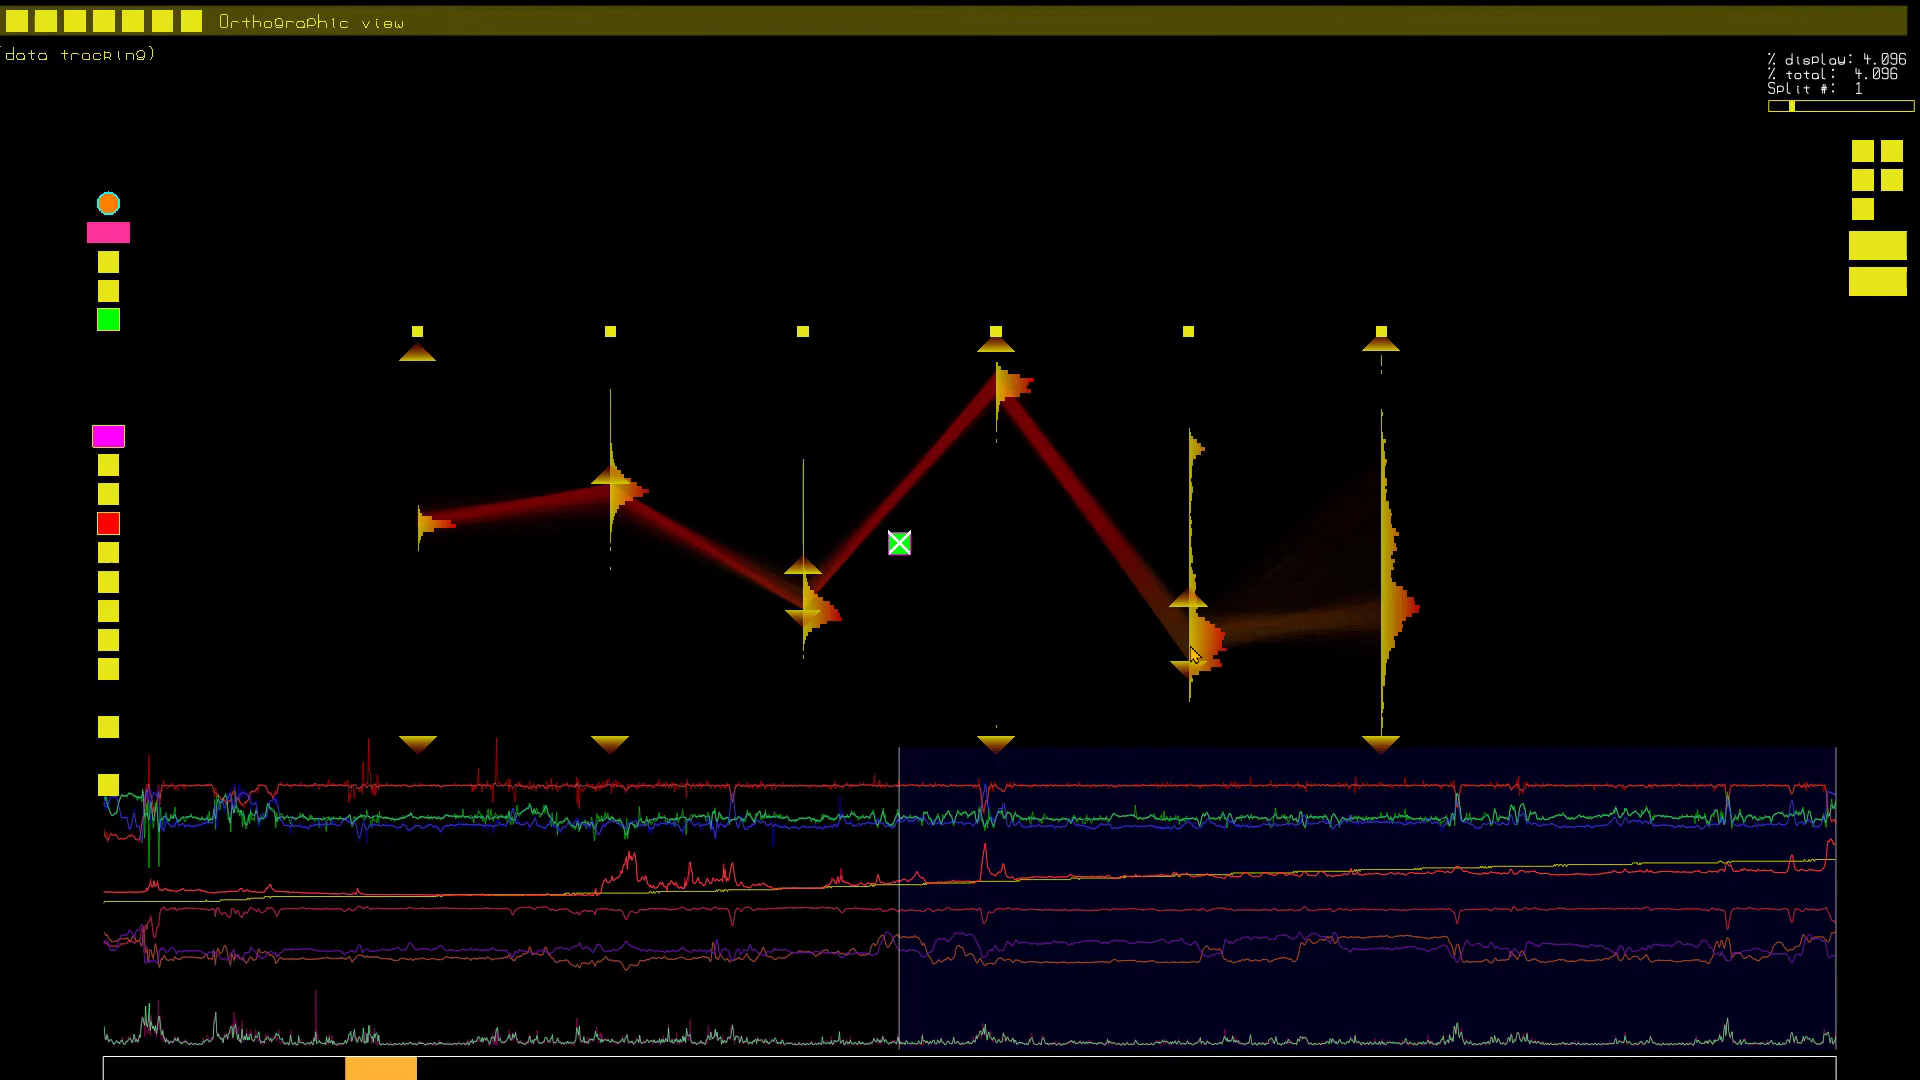 Orthographic view
(data tracking)
% display: 4.096
% total: 4.096
Split #: 1